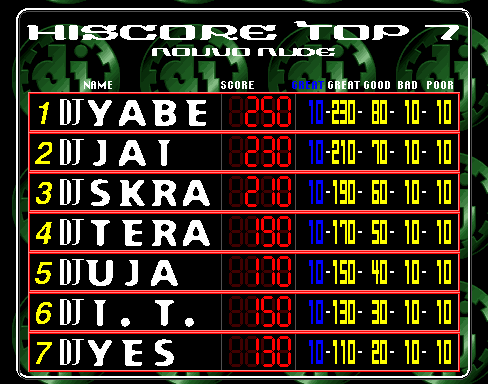 HISCORE TOP 7
ROUND NUDE
NAME SCORE GREAT GREAT GOOD BAD POOR
1 DJ YABE 250 10-230- 80- 10- 10
2 DJ JAI 230 10-210- 70- 10- 10
3 DJ SKRA 210 10-190- 60- 10- 10
4 DJ TERA 190 10-170- 50- 10- 10
5 DJ UJA 170 10-150- 40- 10- 10
6 DJ I. T. 150 10-130- 30- 10- 10
7 DJ YES 130 10-110- 20- 10- 10